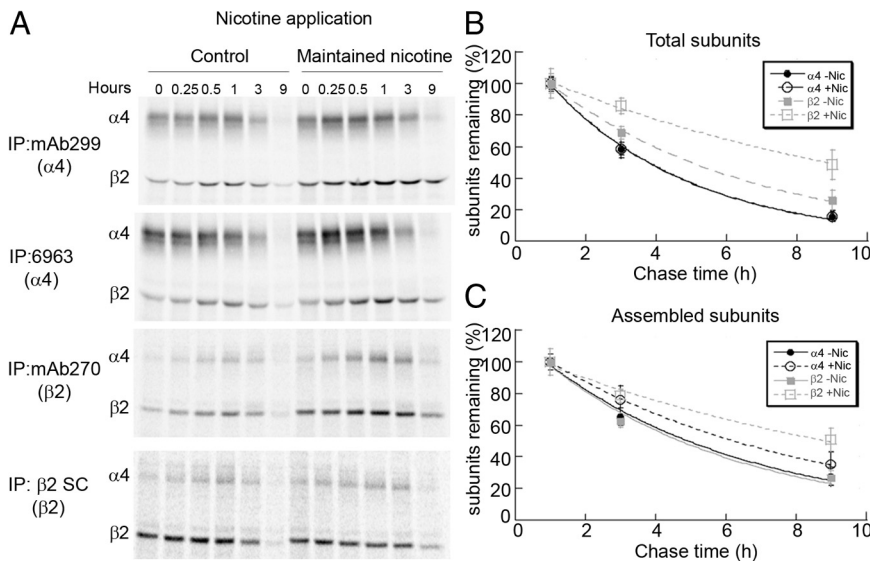 A
Nicotine application
Control Maintained nicotine
Hours 0 0.25 0.5 1 3 9 0 0.25 0.5 1 3 9
α4
IP:mAb299
(α4)
β2
α4
IP:6963
(α4)
β2
α4
IP:mAb270
(β2)
β2
α4
IP: β2 SC
(β2)
β2
B
Total subunits
subunits remaining (%)
120
100
80
60
40
20
0
α4 -Nic
α4 +Nic
β2 -Nic
β2 +Nic
0 2 4 6 8 10
Chase time (h)
C
Assembled subunits
subunits remaining (%)
120
100
80
60
40
20
0
α4 -Nic
α4 +Nic
β2 -Nic
β2 +Nic
0 2 4 6 8 10
Chase time (h)